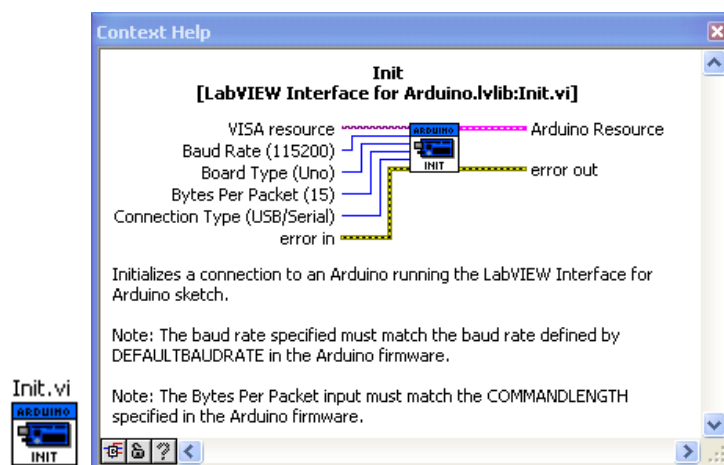 Context Help
Init
[LabVIEW Interface for Arduino.lvlib:Init.vi]
VISA resource
Baud Rate (115200)
Board Type (Uno)
Bytes Per Packet (15)
Connection Type (USB/Serial)
error in
ARDUINO
INIT
Arduino Resource
error out
Initializes a connection to an Arduino running the LabVIEW Interface for
Arduino sketch.
Note: The baud rate specified must match the baud rate defined by
DEFAULTBAUDRATE in the Arduino firmware.
Note: The Bytes Per Packet input must match the COMMANDLENGTH
specified in the Arduino firmware.
?
Init.vi
ARDUINO
INIT